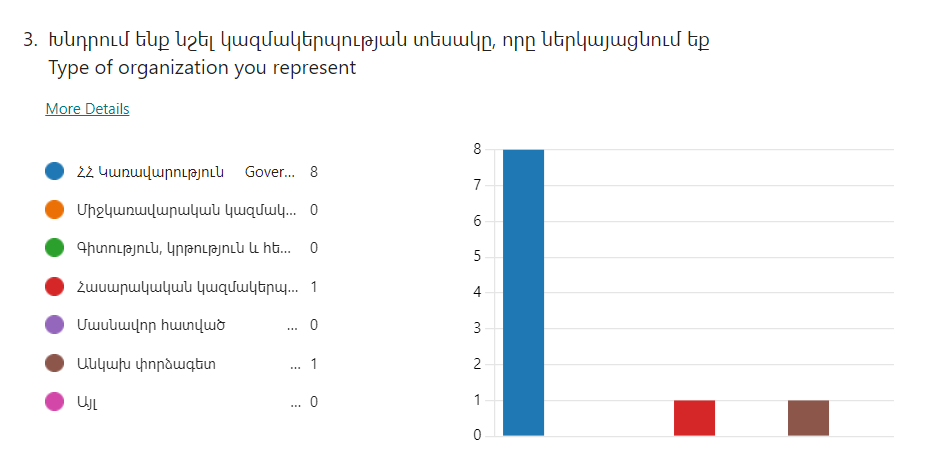 3. Խնդրում ենք նշել կազմակերպության տեսակը, որը ներկայացնում եք
Type of organization you represent
More Details
ՀՀ Կառավարություն Gover... 8
Միջկառավարական կազմակ... 0
Գիտություն, կրթություն և հե... 0
Հասարակական կազմակերպ... 1
Մասնավոր հատված ... 0
Անկախ փորձագետ ... 1
Այլ ... 0
8
7
6
5
4
3
2
1
0